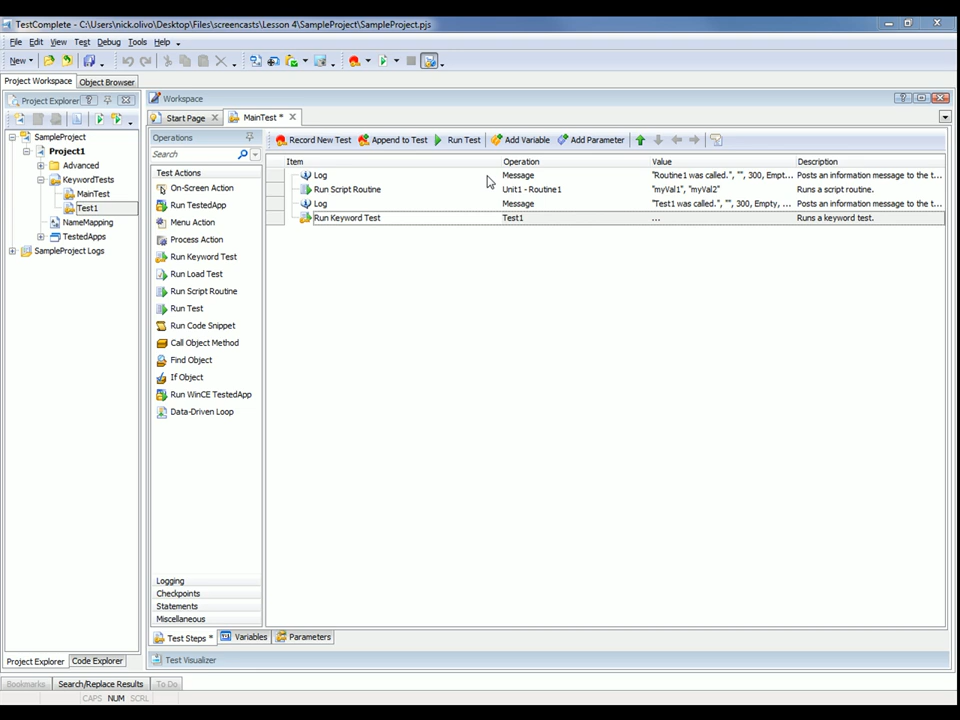 TestComplete - C:\Users\nick.olivo\Desktop\Files\screencasts\Lesson 4\SampleProject\SampleProject.pjs
File Edit View Test Debug Tools Help
New
Project Workspace Object Browser
Project Explorer
Workspace
Start Page MainTest *
SampleProject
Project1
Advanced
KeywordTests
MainTest
Test1
NameMapping
TestedApps
SampleProject Logs
Operations
Search
Test Actions
On-Screen Action
Run TestedApp
Menu Action
Process Action
Run Keyword Test
Run Load Test
Run Script Routine
Run Test
Run Code Snippet
Call Object Method
Find Object
If Object
Run WinCE TestedApp
Data-Driven Loop
Logging
Checkpoints
Statements
Miscellaneous
Record New Test Append to Test Run Test Add Variable Add Parameter
Item Operation Value Description
Log Message "Routine1 was called.", "", 300, Empt... Posts an information message to the t...
Run Script Routine Unit1 - Routine1 "myVal1", "myVal2" Runs a script routine.
Log Message "Test1 was called.", "", 300, Empty, ... Posts an information message to the t...
Run Keyword Test Test1 ... Runs a keyword test.
Test Steps * Variables Parameters
Project Explorer Code Explorer
Test Visualizer
Bookmarks Search/Replace Results To Do
CAPS NUM SCRL